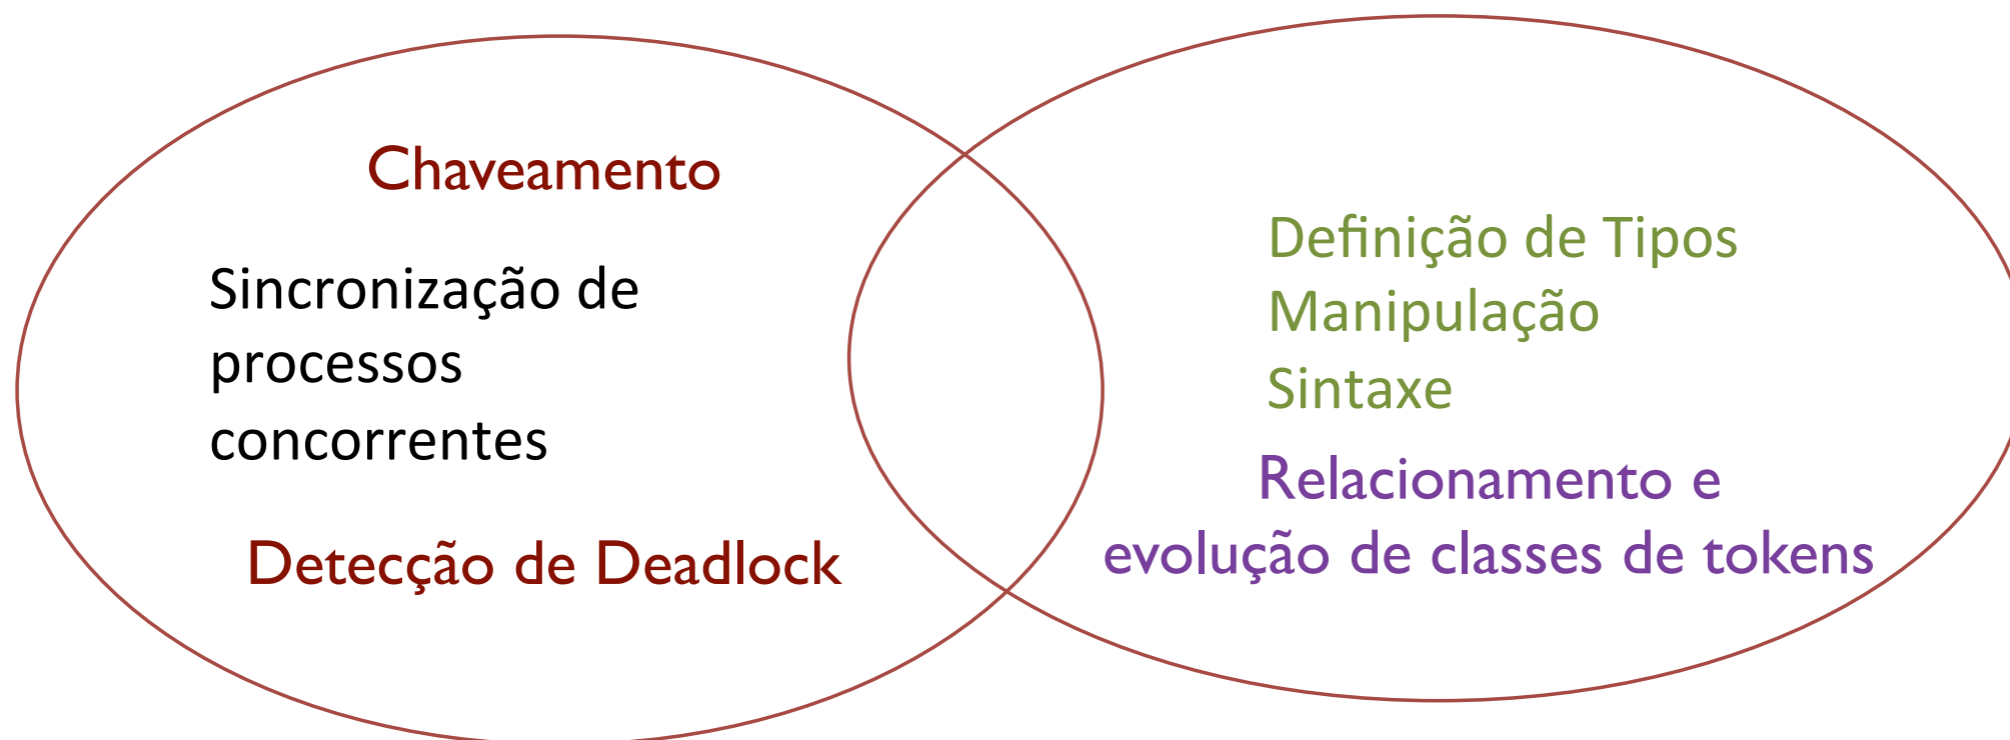 Chaveamento
Sincronização de
processos
concorrentes
Detecção de Deadlock
Definição de Tipos
Manipulação
Sintaxe
Relacionamento e
evolução de classes de tokens